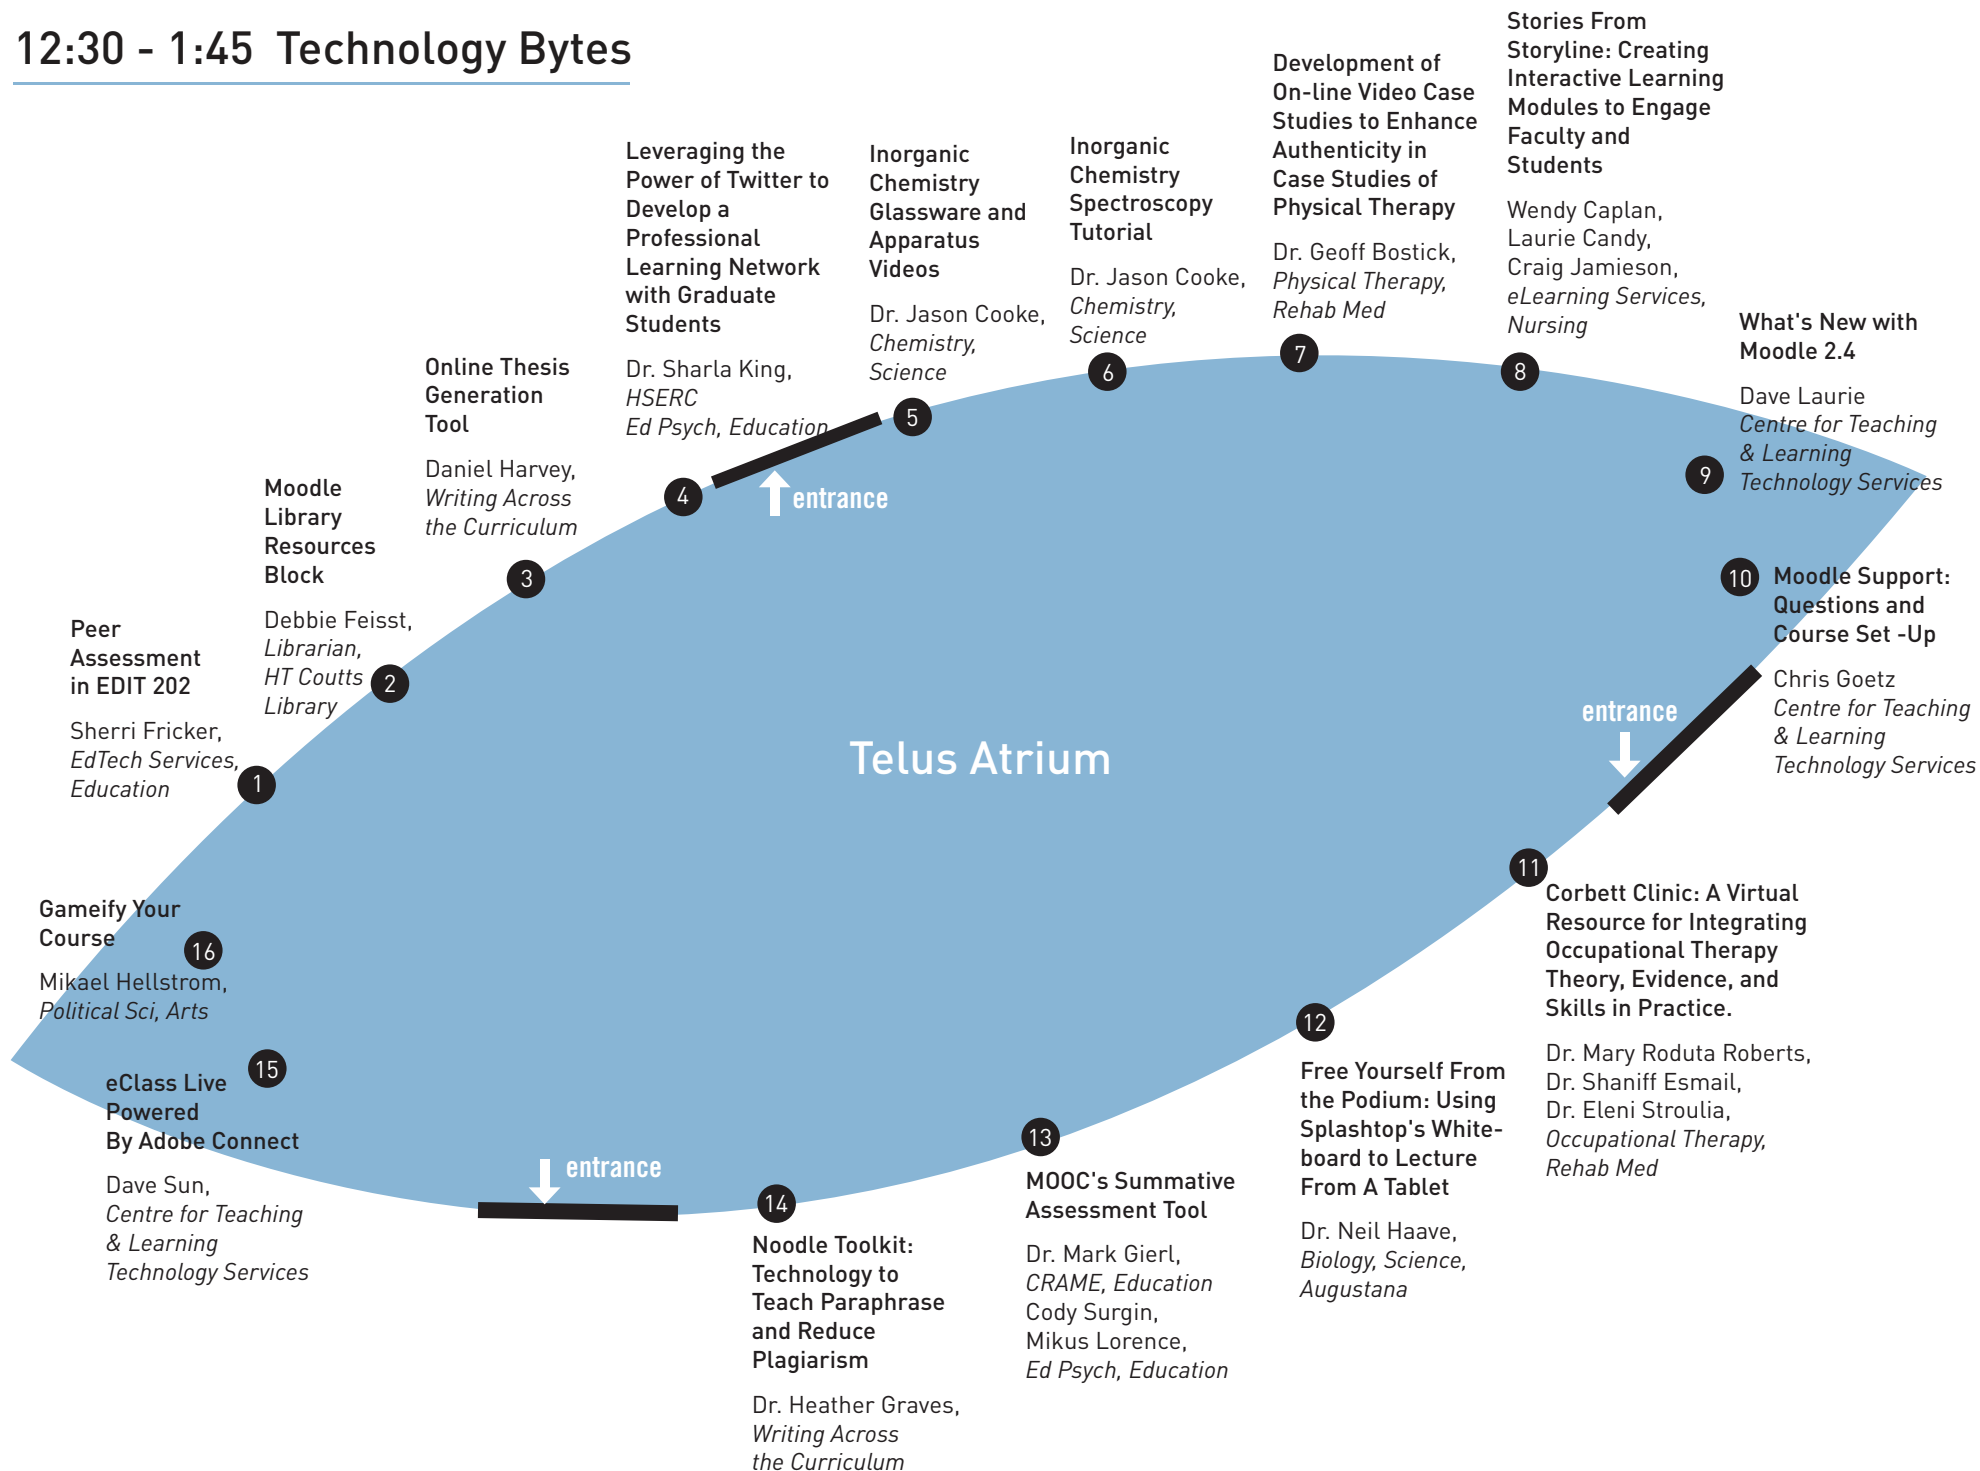 12:30 - 1:45 Technology Bytes
Peer
Assessment
in EDIT 202
Sherri Fricker,
EdTech Services,
Education
1
Moodle
Library
Resources
Block
Debbie Feisst,
Librarian,
HT Coutts
Library
2
Online Thesis
Generation
Tool
Daniel Harvey,
Writing Across
the Curriculum
3
Leveraging the
Power of Twitter to
Develop a
Professional
Learning Network
with Graduate
Students
Dr. Sharla King,
HSERC
Ed Psych, Education
4
entrance
Inorganic
Chemistry
Glassware and
Apparatus
Videos
Dr. Jason Cooke,
Chemistry,
Science
5
Inorganic
Chemistry
Spectroscopy
Tutorial
Dr. Jason Cooke,
Chemistry,
Science
6
Development of
On-line Video Case
Studies to Enhance
Authenticity in
Case Studies of
Physical Therapy
Dr. Geoff Bostick,
Physical Therapy,
Rehab Med
7
Stories From
Storyline: Creating
Interactive Learning
Modules to Engage
Faculty and
Students
Wendy Caplan,
Laurie Candy,
Craig Jamieson,
eLearning Services,
Nursing
8
What's New with
Moodle 2.4
Dave Laurie
Centre for Teaching
& Learning
Technology Services
9
10
Moodle Support:
Questions and
Course Set -Up
Chris Goetz
Centre for Teaching
& Learning
Technology Services
entrance
Telus Atrium
11
Corbett Clinic: A Virtual
Resource for Integrating
Occupational Therapy
Theory, Evidence, and
Skills in Practice.
Dr. Mary Roduta Roberts,
Dr. Shaniff Esmail,
Dr. Eleni Stroulia,
Occupational Therapy,
Rehab Med
12
Free Yourself From
the Podium: Using
Splashtop's White-
board to Lecture
From A Tablet
Dr. Neil Haave,
Biology, Science,
Augustana
13
MOOC's Summative
Assessment Tool
Dr. Mark Gierl,
CRAME, Education
Cody Surgin,
Mikus Lorence,
Ed Psych, Education
14
Noodle Toolkit:
Technology to
Teach Paraphrase
and Reduce
Plagiarism
Dr. Heather Graves,
Writing Across
the Curriculum
entrance
15
eClass Live
Powered
By Adobe Connect
Dave Sun,
Centre for Teaching
& Learning
Technology Services
Gameify Your
Course
16
Mikael Hellstrom,
Political Sci, Arts